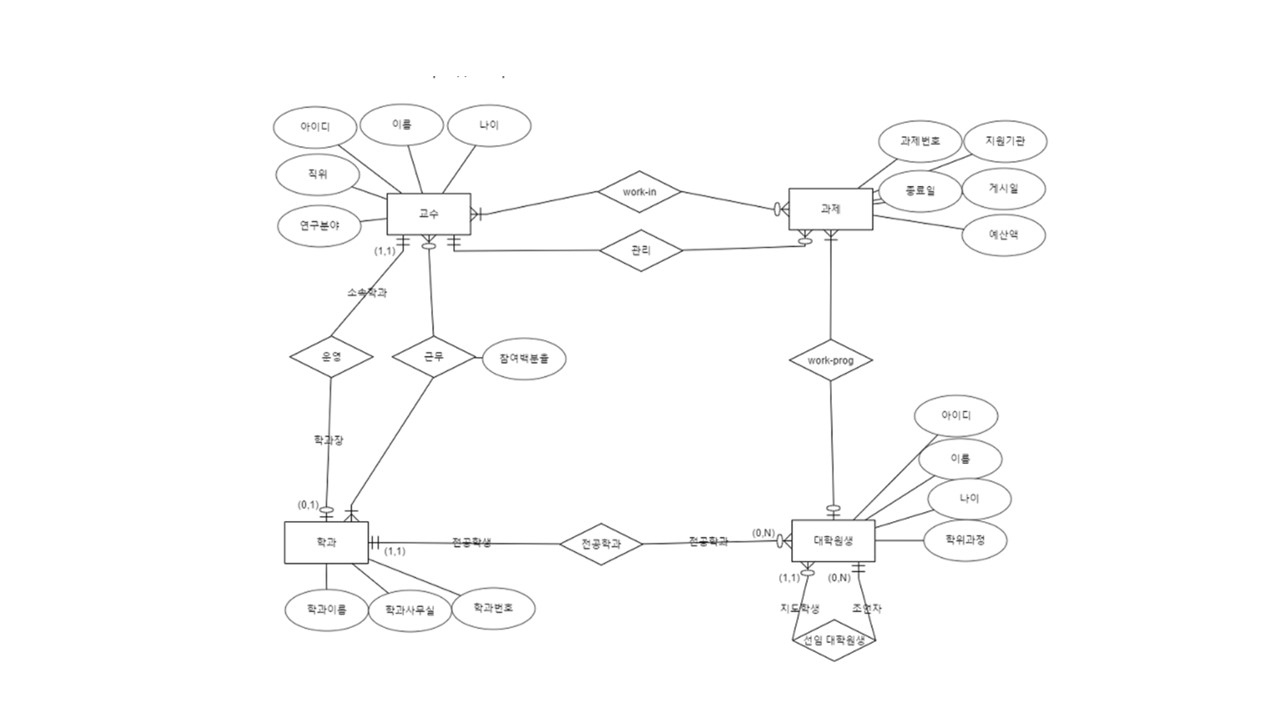 아이디
이름
나이
직위
연구분야
교수
work-in
관리
과제번호
지원기관
종료일
게시일
예산액
과제
(1,1)
소속학과
운영
근무
참여백분율
work-prog
학과장
(0,1)
학과
(1,1)
전공학생
전공학과
전공학과
(0,N)
대학원생
아이디
이름
나이
학위과정
학과이름
학과사무실
학과번호
(1,1)
(0,N)
지도학생
조언자
선임 대학원생